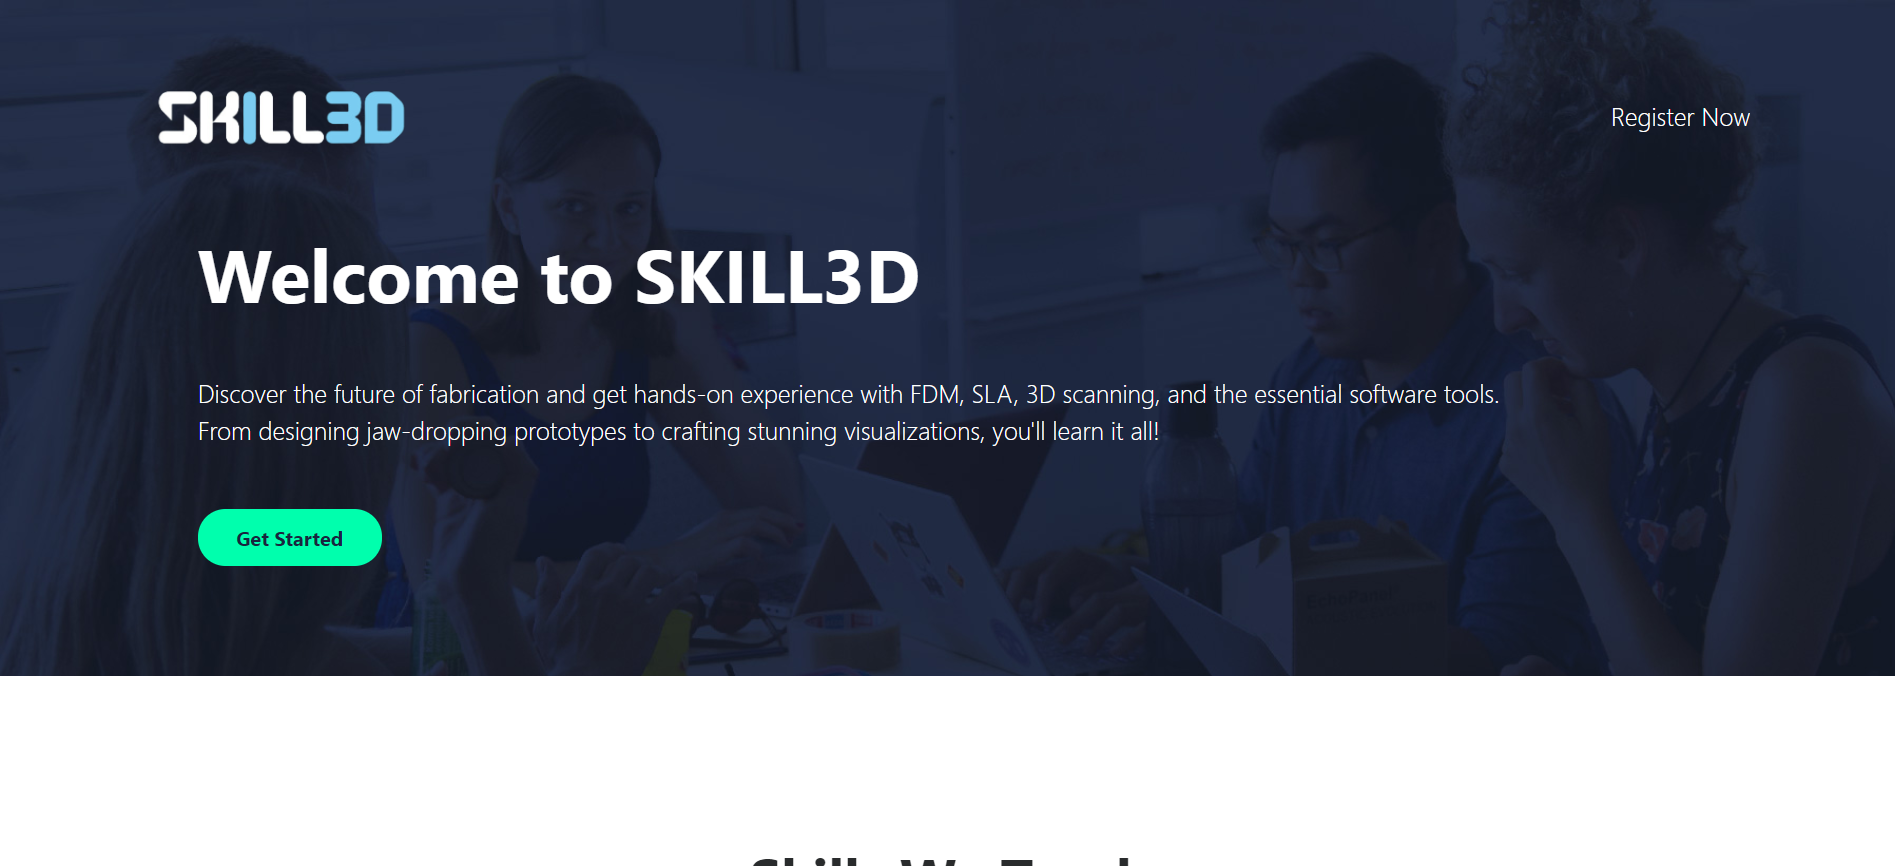 SKILL3D
Register Now
Welcome to SKILL3D
Discover the future of fabrication and get hands-on experience with FDM, SLA, 3D scanning, and the essential software tools.
From designing jaw-dropping prototypes to crafting stunning visualizations, you'll learn it all!
Get Started
EchoPanel